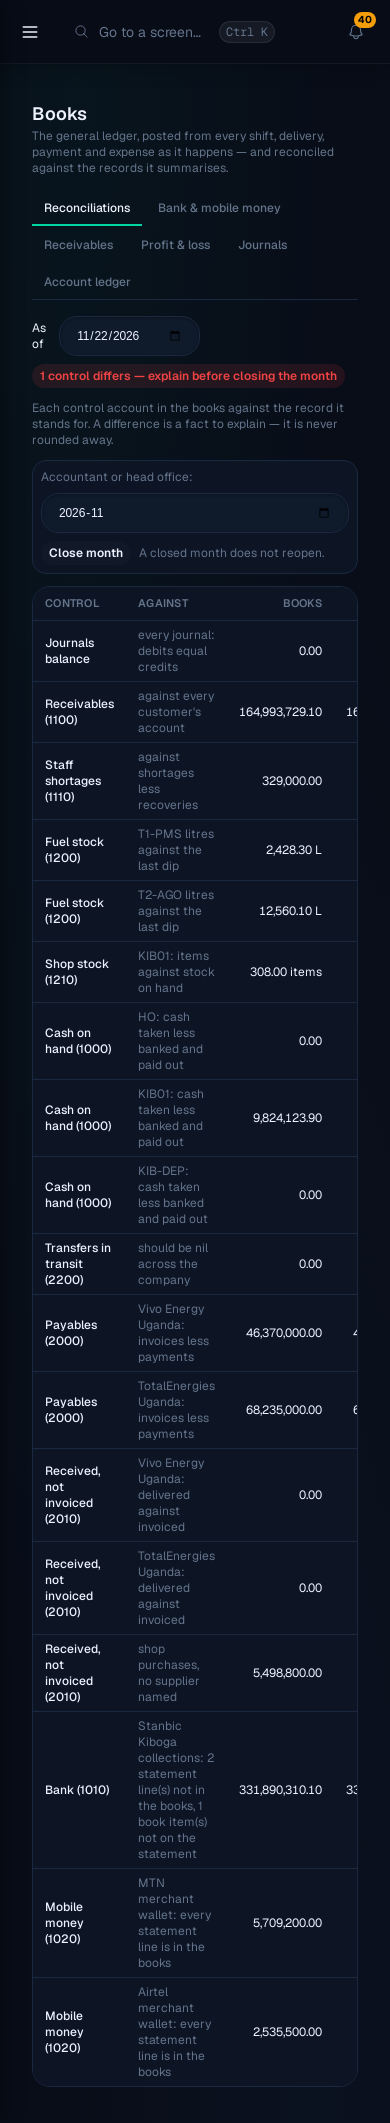 Go to a screen... Ctrl K 40
Books
The general ledger, posted from every shift, delivery,
payment and expense as it happens — and reconciled
against the records it summarises.
Reconciliations Bank & mobile money
Receivables Profit & loss Journals
Account ledger
As
of
11/22/2026
1 control differs — explain before closing the month
Each control account in the books against the record it
stands for. A difference is a fact to explain — it is never
rounded away.
Accountant or head office:
2026-11
Close month A closed month does not reopen.
CONTROL AGAINST BOOKS
Journals
balance
every journal:
debits equal
credits
0.00
Receivables
(1100)
against every
customer's
account
164,993,729.10 16
Staff
shortages
(1110)
against
shortages
less
recoveries
329,000.00
Fuel stock
(1200)
T1-PMS litres
against the
last dip
2,428.30 L
Fuel stock
(1200)
T2-AGO litres
against the
last dip
12,560.10 L
Shop stock
(1210)
KIB01: items
against stock
on hand
308.00 items
Cash on
hand (1000)
HO: cash
taken less
banked and
paid out
0.00
Cash on
hand (1000)
KIB01: cash
taken less
banked and
paid out
9,824,123.90
Cash on
hand (1000)
KIB-DEP:
cash taken
less banked
and paid out
0.00
Transfers in
transit
(2200)
should be nil
across the
company
0.00
Payables
(2000)
Vivo Energy
Uganda:
invoices less
payments
46,370,000.00 4
Payables
(2000)
TotalEnergies
Uganda:
invoices less
payments
68,235,000.00 6
Received,
not
invoiced
(2010)
Vivo Energy
Uganda:
delivered
against
invoiced
0.00
Received,
not
invoiced
(2010)
TotalEnergies
Uganda:
delivered
against
invoiced
0.00
Received,
not
invoiced
(2010)
shop
purchases,
no supplier
named
5,498,800.00
Bank (1010)
Stanbic
Kiboga
collections: 2
statement
line(s) not in
the books, 1
book item(s)
not on the
statement
331,890,310.10 33
Mobile
money
(1020)
MTN
merchant
wallet: every
statement
line is in the
books
5,709,200.00
Mobile
money
(1020)
Airtel
merchant
wallet: every
statement
line is in the
books
2,535,500.00